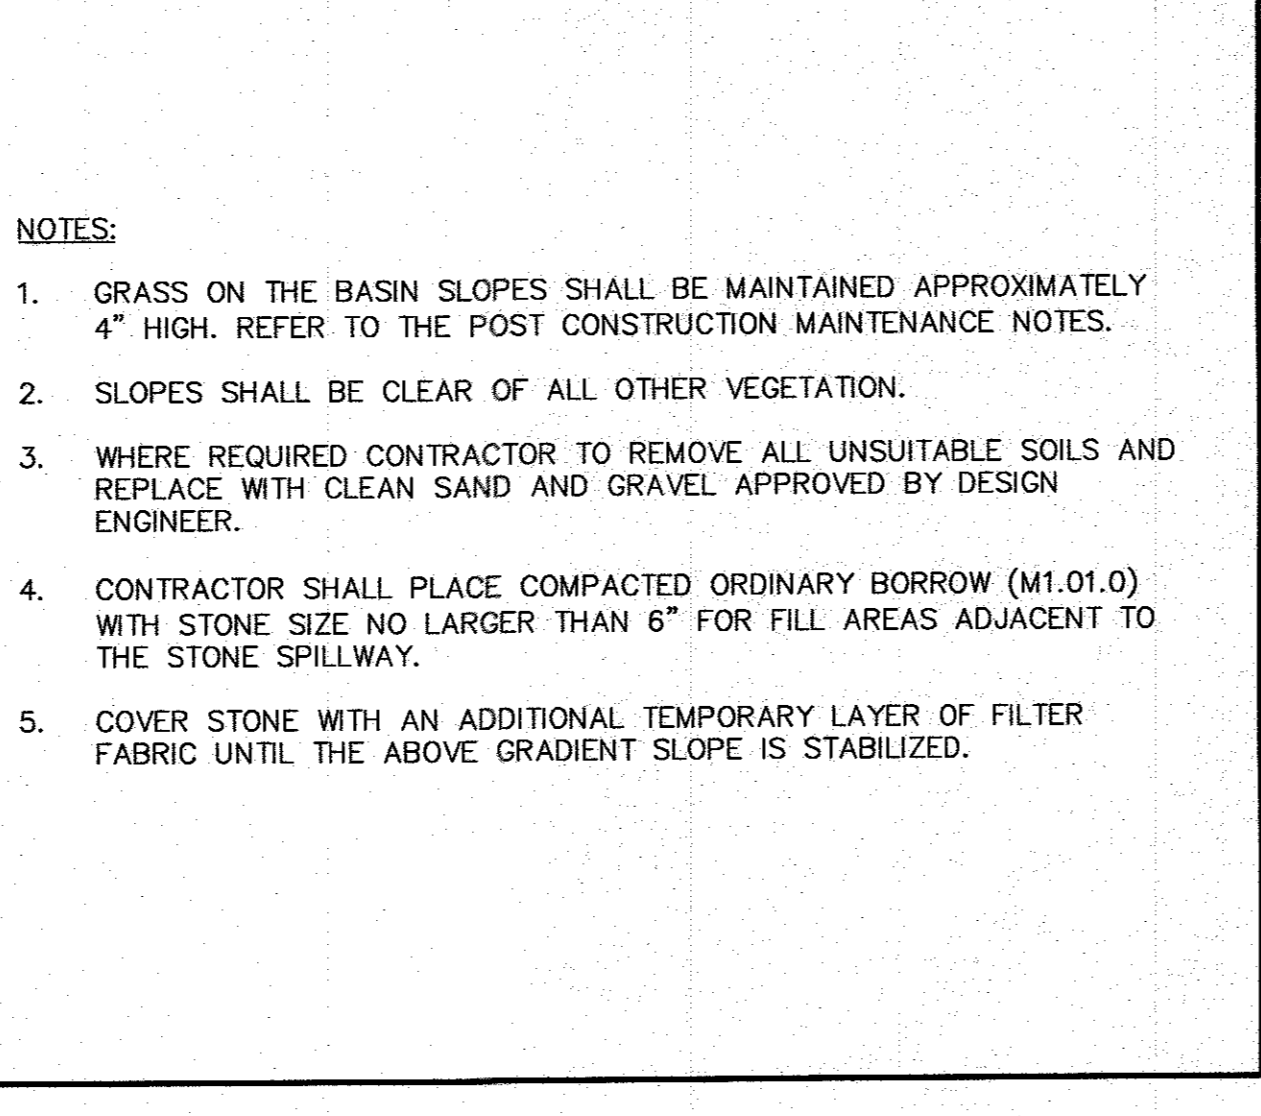 NOTES:
1. GRASS ON THE BASIN SLOPES SHALL BE MAINTAINED APPROXIMATELY
4" HIGH. REFER TO THE POST CONSTRUCTION MAINTENANCE NOTES.
2. SLOPES SHALL BE CLEAR OF ALL OTHER VEGETATION.
3. WHERE REQUIRED CONTRACTOR TO REMOVE ALL UNSUITABLE SOILS AND
REPLACE WITH CLEAN SAND AND GRAVEL APPROVED BY DESIGN
ENGINEER.
4. CONTRACTOR SHALL PLACE COMPACTED ORDINARY BORROW (M1.01.0)
WITH STONE SIZE NO LARGER THAN 6" FOR FILL AREAS ADJACENT TO
THE STONE SPILLWAY.
5. COVER STONE WITH AN ADDITIONAL TEMPORARY LAYER OF FILTER
FABRIC UNTIL THE ABOVE GRADIENT SLOPE IS STABILIZED.